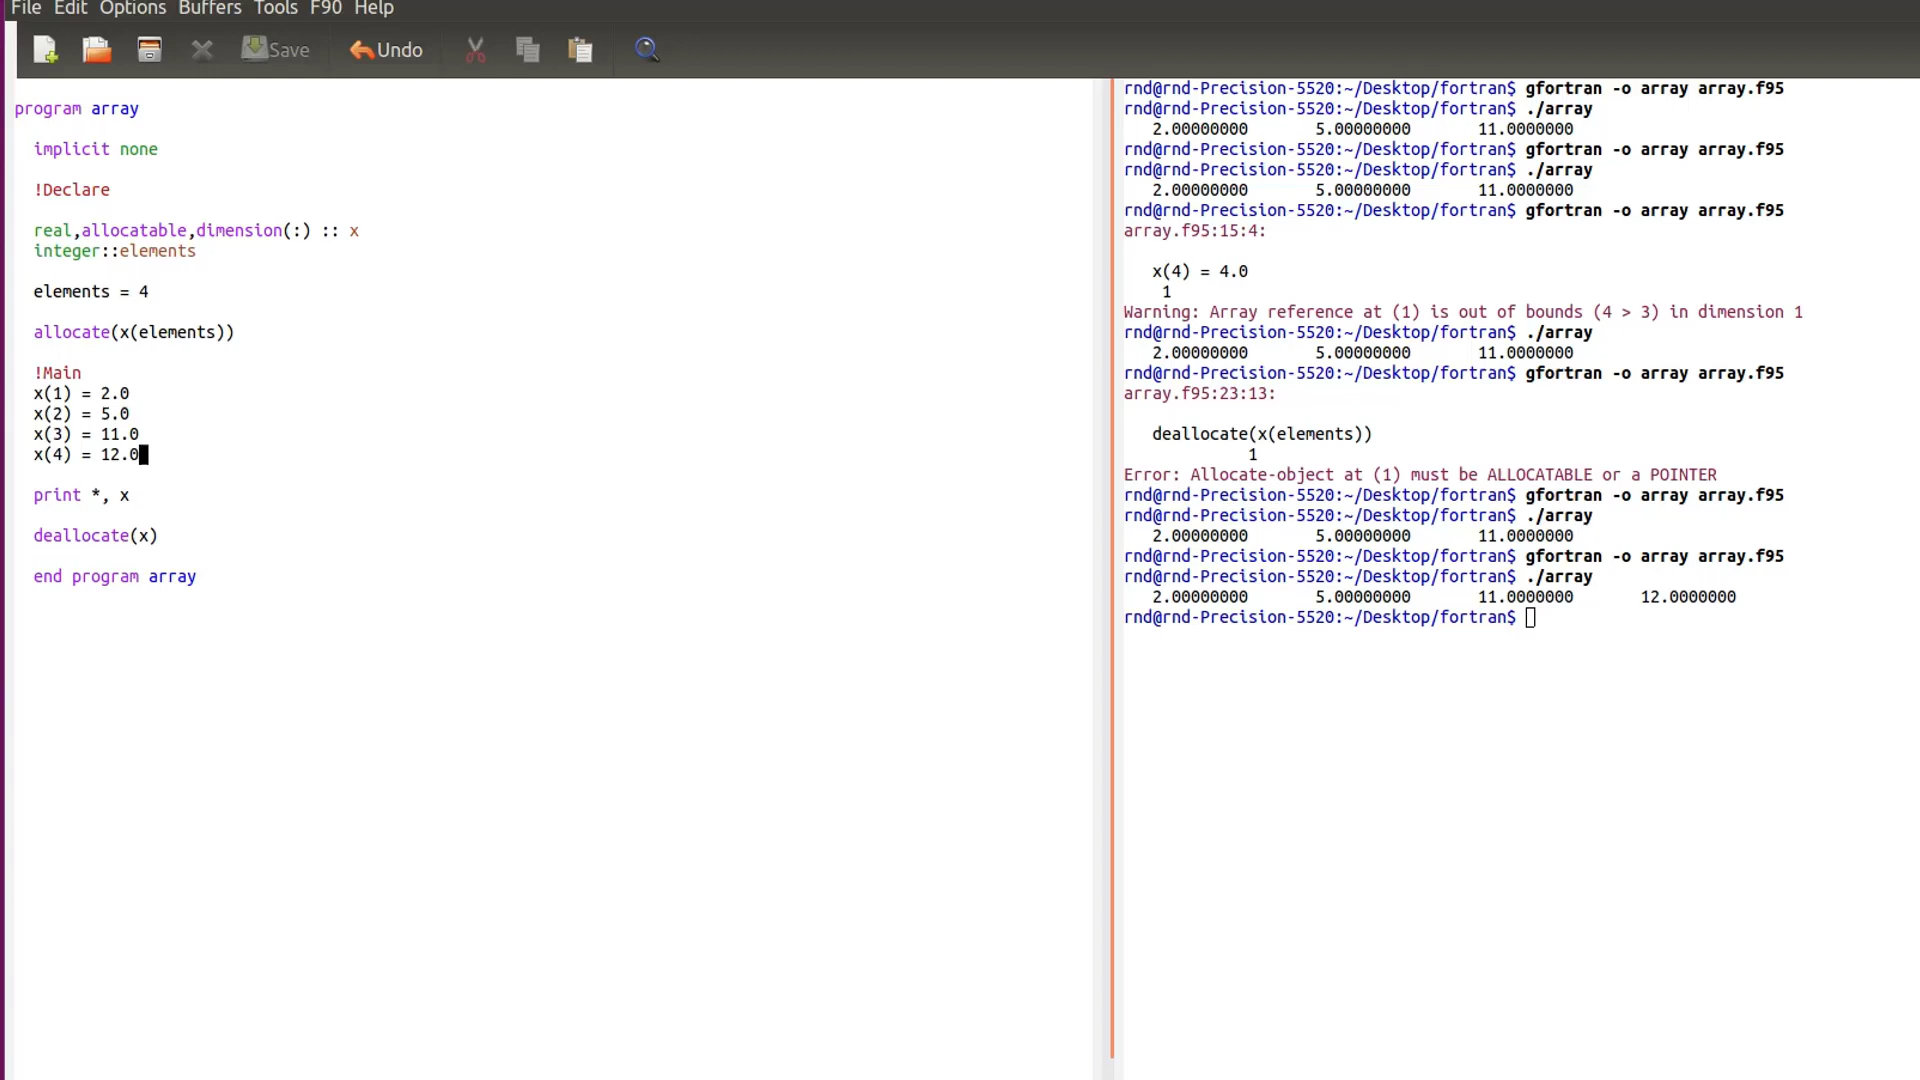 File Edit Options Buffers Tools F90 Help
Save Undo
program array
implicit none
!Declare
real,allocatable,dimension(:) :: x
integer::elements
elements = 4
allocate(x(elements))
!Main
x(1) = 2.0
x(2) = 5.0
x(3) = 11.0
x(4) = 12.0
print *, x
deallocate(x)
end program array
rnd@rnd-Precision-5520:~/Desktop/fortran$ gfortran -o array array.f95
rnd@rnd-Precision-5520:~/Desktop/fortran$ ./array
2.00000000 5.00000000 11.0000000
rnd@rnd-Precision-5520:~/Desktop/fortran$ gfortran -o array array.f95
rnd@rnd-Precision-5520:~/Desktop/fortran$ ./array
2.00000000 5.00000000 11.0000000
rnd@rnd-Precision-5520:~/Desktop/fortran$ gfortran -o array array.f95
array.f95:15:4:
x(4) = 4.0
1
Warning: Array reference at (1) is out of bounds (4 > 3) in dimension 1
rnd@rnd-Precision-5520:~/Desktop/fortran$ ./array
2.00000000 5.00000000 11.0000000
rnd@rnd-Precision-5520:~/Desktop/fortran$ gfortran -o array array.f95
array.f95:23:13:
deallocate(x(elements))
1
Error: Allocate-object at (1) must be ALLOCATABLE or a POINTER
rnd@rnd-Precision-5520:~/Desktop/fortran$ gfortran -o array array.f95
rnd@rnd-Precision-5520:~/Desktop/fortran$ ./array
2.00000000 5.00000000 11.0000000
rnd@rnd-Precision-5520:~/Desktop/fortran$ gfortran -o array array.f95
rnd@rnd-Precision-5520:~/Desktop/fortran$ ./array
2.00000000 5.00000000 11.0000000 12.0000000
rnd@rnd-Precision-5520:~/Desktop/fortran$